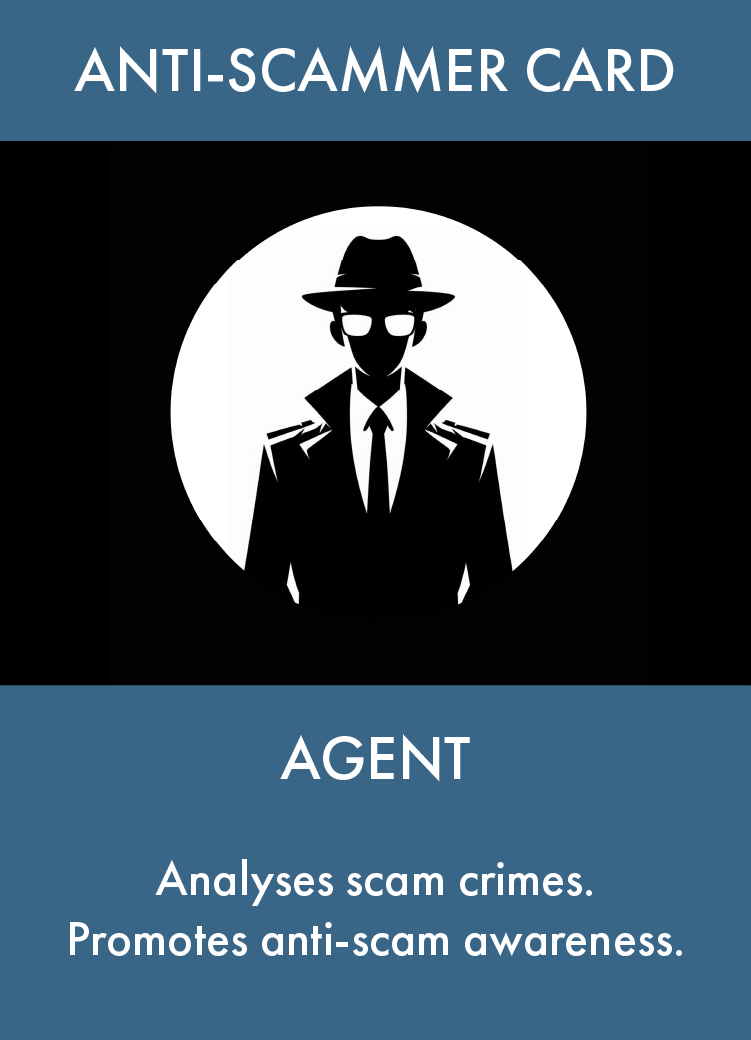 ANTI-SCAMMER CARD
AGENT
Analyses scam crimes.
Promotes anti-scam awareness.